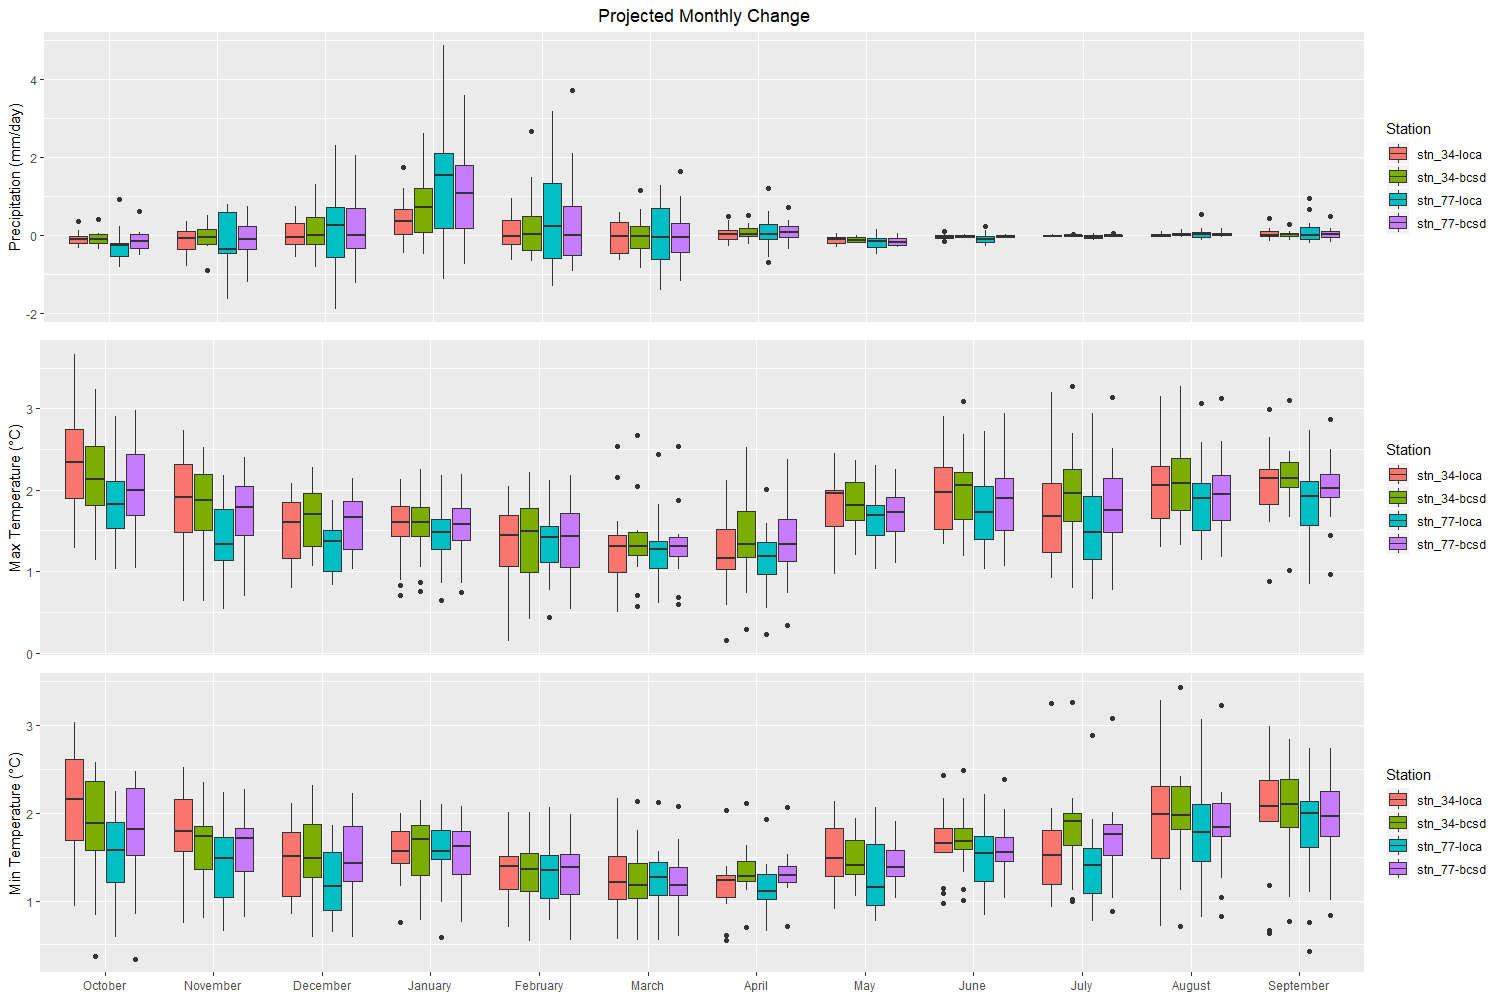 Projected Monthly Change
Precipitation (mm/day)
4
2
0
-2
Station
stn_34-loca
stn_34-bcsd
stn_77-loca
stn_77-bcsd
Max Temperature (°C)
3
2
1
0
Station
stn_34-loca
stn_34-bcsd
stn_77-loca
stn_77-bcsd
Min Temperature (°C)
3
2
1
Station
stn_34-loca
stn_34-bcsd
stn_77-loca
stn_77-bcsd
October November December January February March April May June July August September